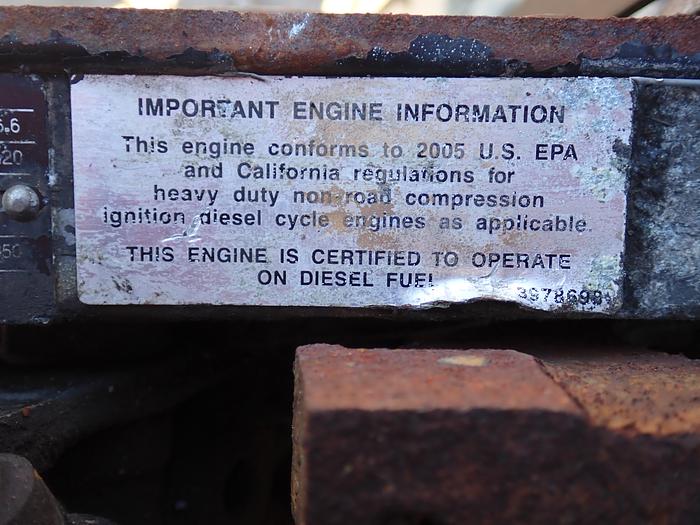 IMPORTANT ENGINE INFORMATION
This engine conforms to 2005 U.S. EPA
and California regulations for
heavy duty non-road compression
ignition diesel cycle engines as applicable.
THIS ENGINE IS CERTIFIED TO OPERATE
ON DIESEL FUEL